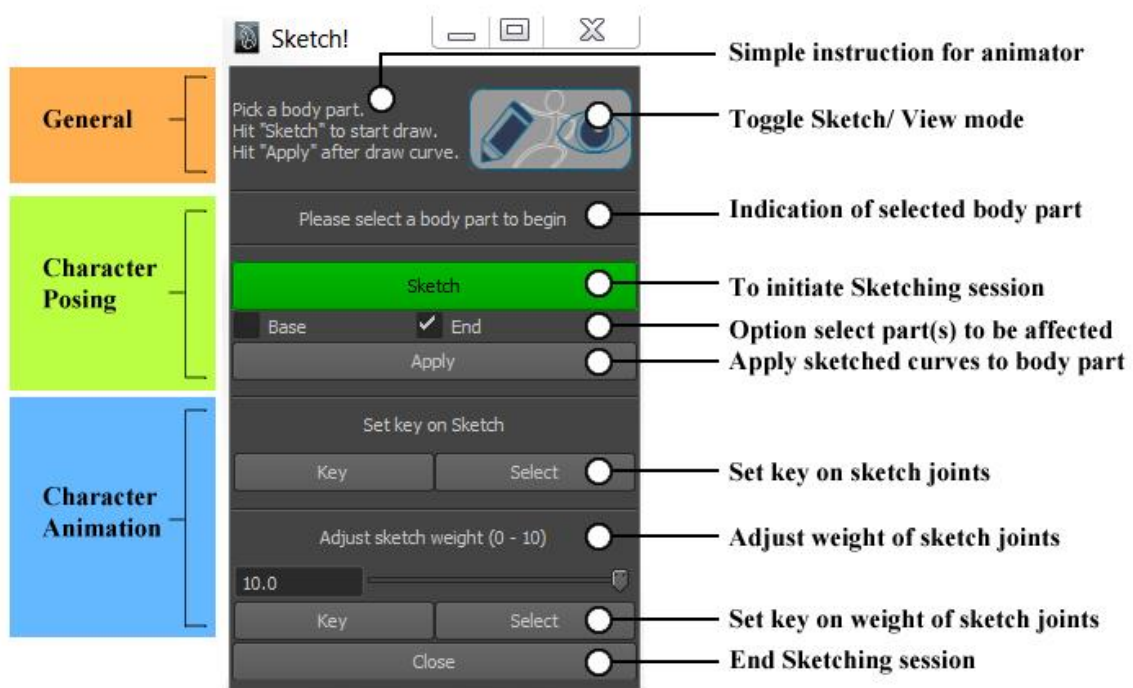 Sketch!
Simple instruction for animator
General
Pick a body part.
Hit "Sketch" to start draw.
Hit "Apply" after draw curve.
Toggle Sketch/ View mode
Please select a body part to begin
Indication of selected body part
Character
Posing
Sketch
To initiate Sketching session
Base
End
Option select part(s) to be affected
Apply
Apply sketched curves to body part
Set key on Sketch
Character
Animation
Key
Select
Set key on sketch joints
Adjust sketch weight (0 - 10)
Adjust weight of sketch joints
10.0
Key
Select
Set key on weight of sketch joints
Close
End Sketching session